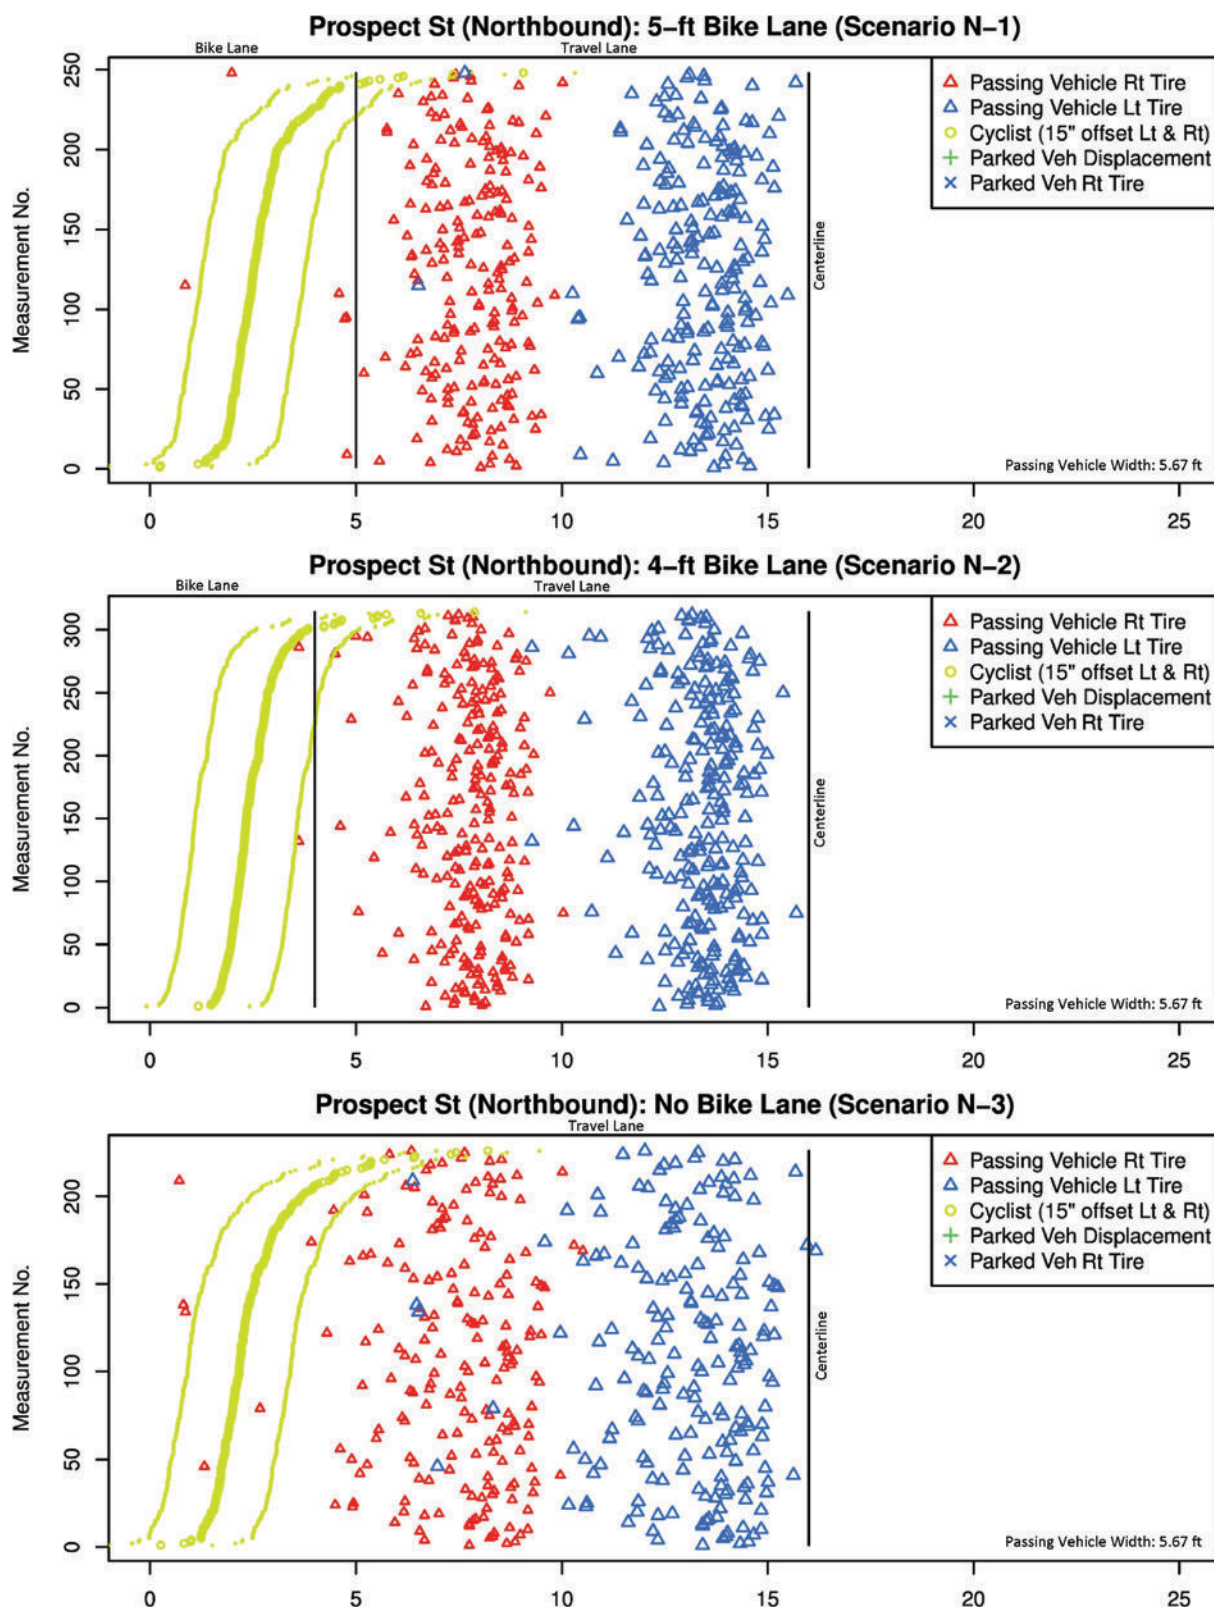 Prospect St (Northbound): 5−ft Bike Lane (Scenario N−1)
Bike Lane
Travel Lane
Measurement No.
0
50
100
150
200
250
Passing Vehicle Rt Tire
Passing Vehicle Lt Tire
Cyclist (15" offset Lt & Rt)
Parked Veh Displacement
Parked Veh Rt Tire
Centerline
Passing Vehicle Width: 5.67 ft
0 5 10 15 20 25
Prospect St (Northbound): 4−ft Bike Lane (Scenario N−2)
Bike Lane
Travel Lane
Measurement No.
0
50
100
150
200
250
300
Passing Vehicle Rt Tire
Passing Vehicle Lt Tire
Cyclist (15" offset Lt & Rt)
Parked Veh Displacement
Parked Veh Rt Tire
Centerline
Passing Vehicle Width: 5.67 ft
0 5 10 15 20 25
Prospect St (Northbound): No Bike Lane (Scenario N−3)
Travel Lane
Measurement No.
0
50
100
150
200
Passing Vehicle Rt Tire
Passing Vehicle Lt Tire
Cyclist (15" offset Lt & Rt)
Parked Veh Displacement
Parked Veh Rt Tire
Centerline
Passing Vehicle Width: 5.67 ft
0 5 10 15 20 25